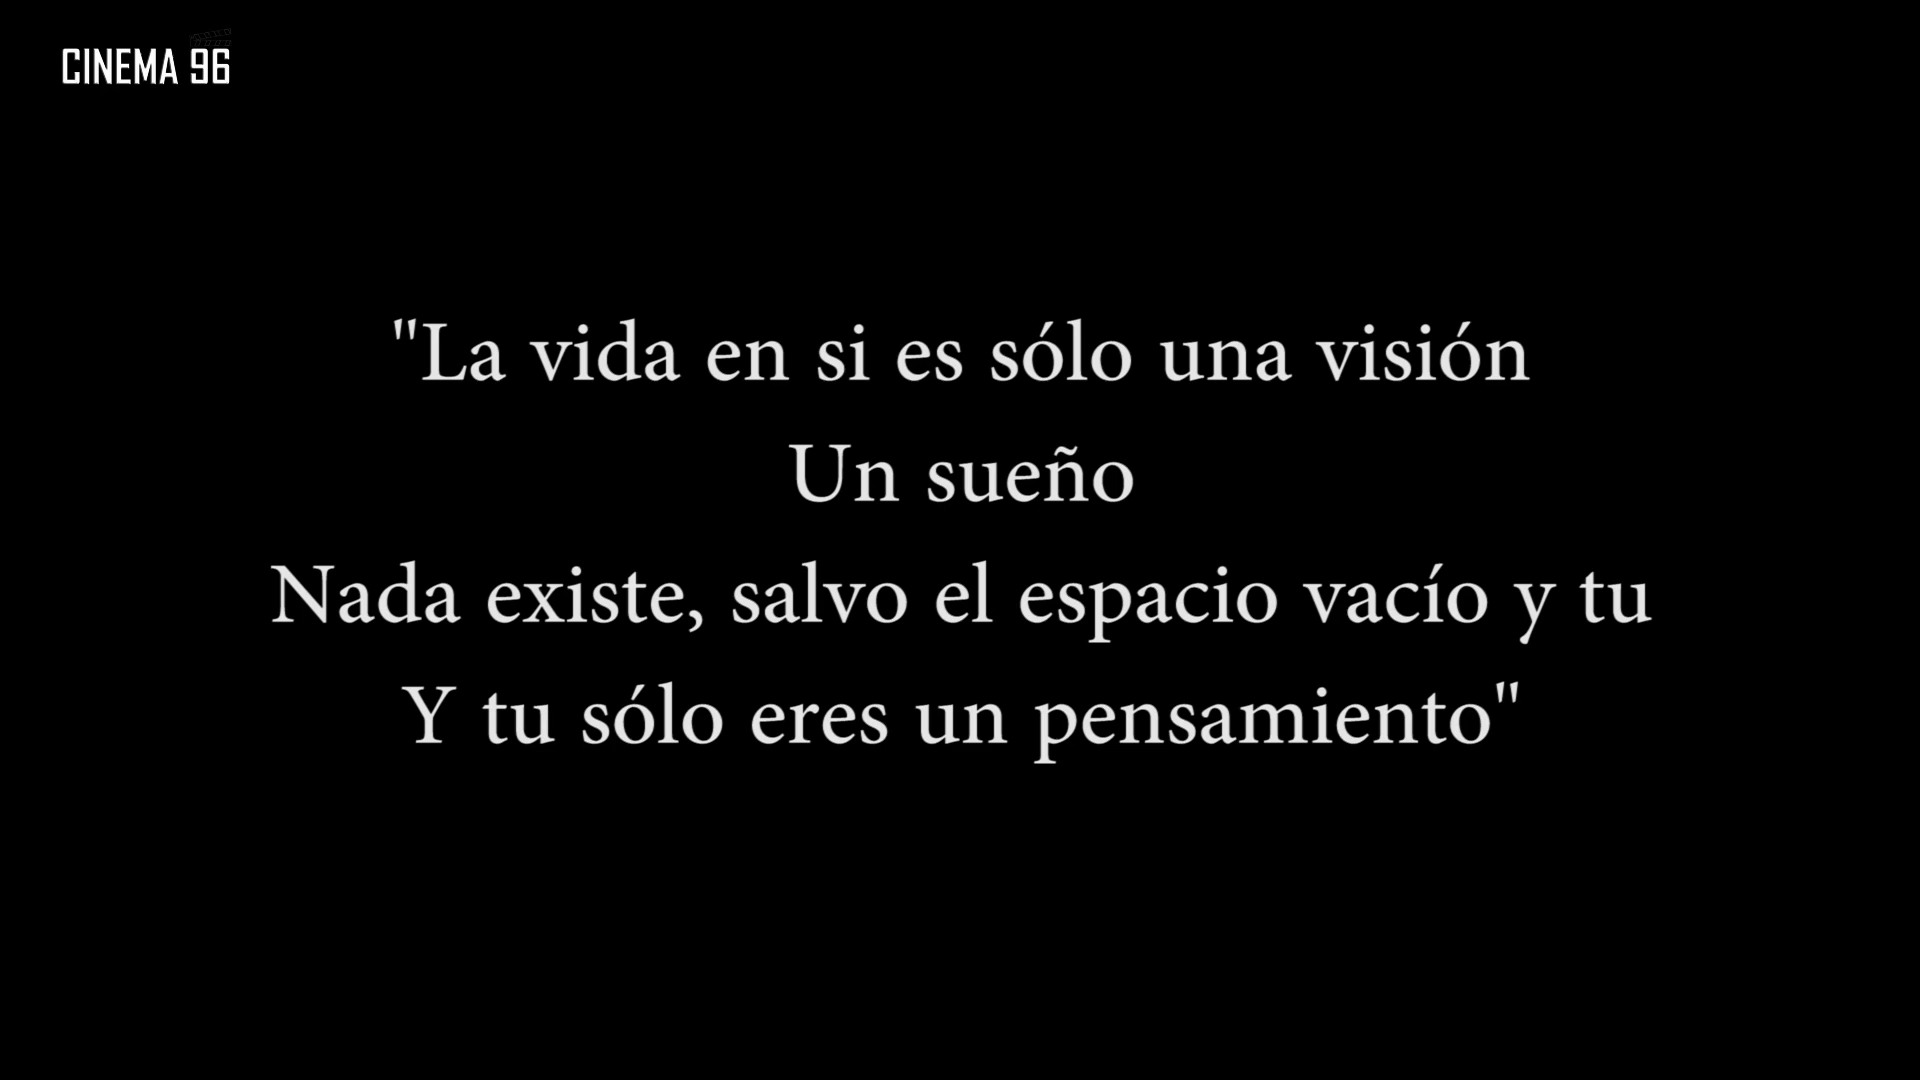 CINEMA 96
"La vida en si es sólo una visión
Un sueño
Nada existe, salvo el espacio vacío y tu
Y tu sólo eres un pensamiento"